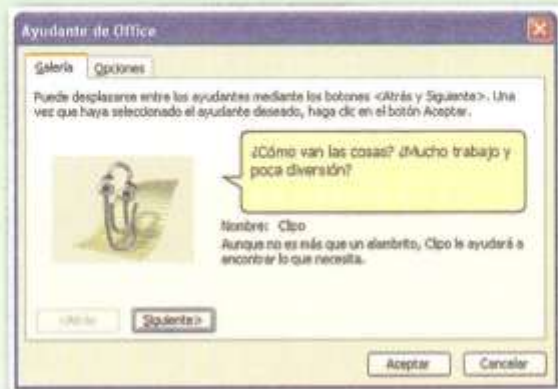 Ayudante de Office
Galería Opciones
Puede desplazarse entre los ayudantes mediante los botones <Atrás y Siguiente>. Una
vez que haya seleccionado el ayudante deseado, haga clic en el botón Aceptar.
¿Cómo van las cosas? ¿Mucho trabajo y
poca diversión?
Nombre: Clipo
Aunque no es más que un alambrito, Clipo le ayudará a
encontrar lo que necesita.
<Atrás Siguiente>
Aceptar Cancelar